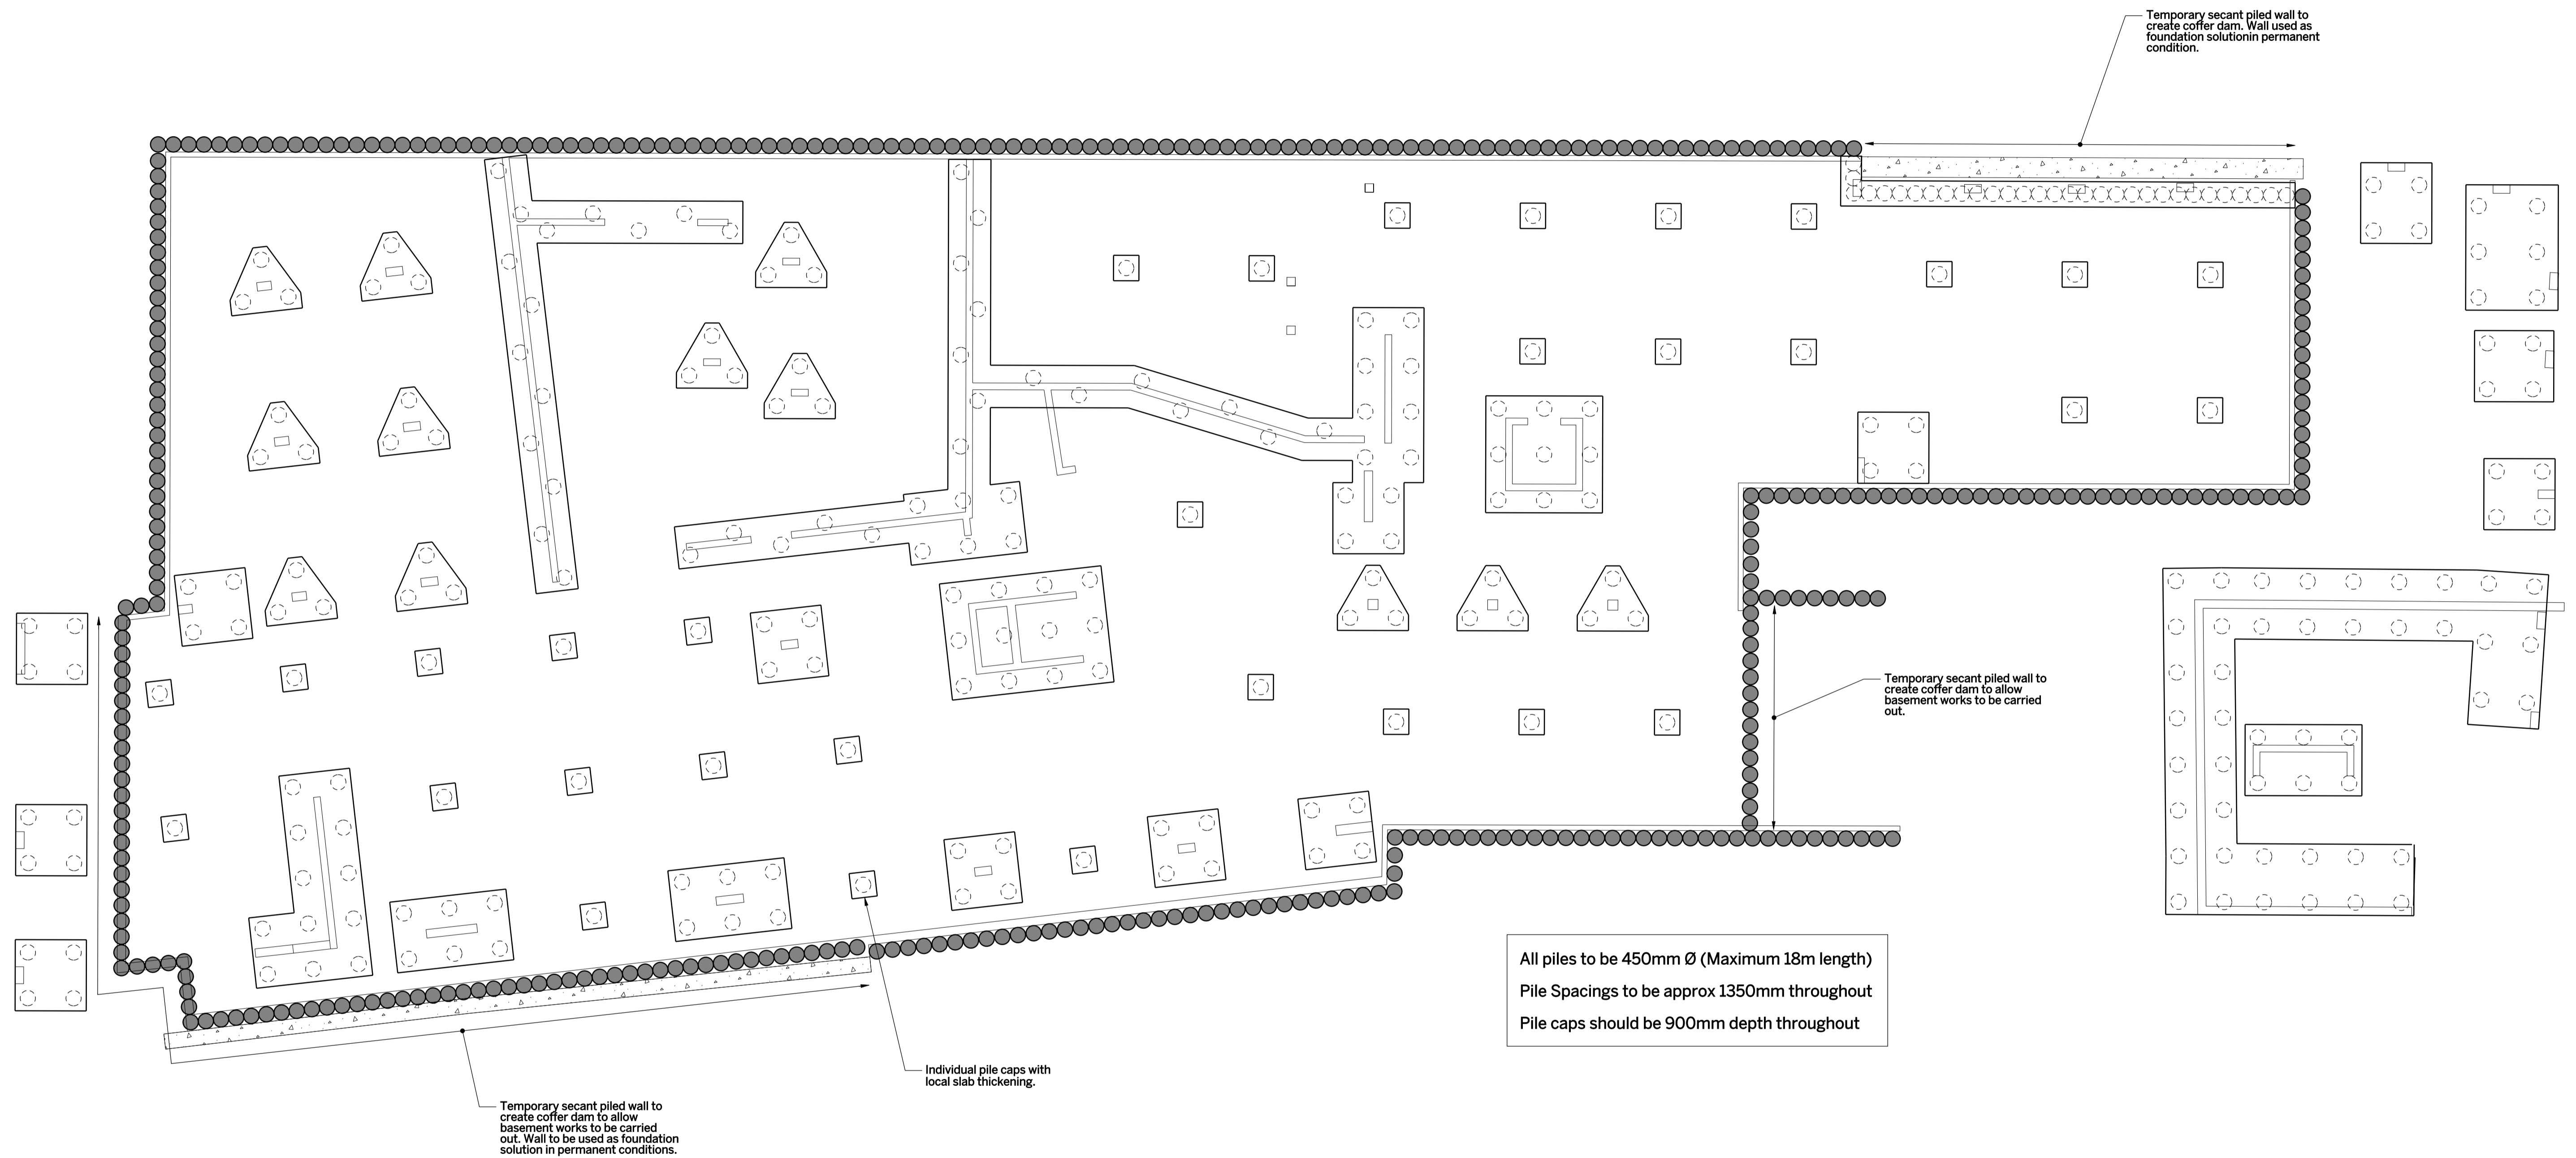 Temporary secant piled wall to
create coffer dam. Wall used as
foundation solutionin permanent
condition.
Temporary secant piled wall to
create coffer dam to allow
basement works to be carried
out.
All piles to be 450mm Ø (Maximum 18m length)
Pile Spacings to be approx 1350mm throughout
Pile caps should be 900mm depth throughout
Individual pile caps with
local slab thickening.
Temporary secant piled wall to
create coffer dam to allow
basement works to be carried
out. Wall to be used as foundation
solution in permanent conditions.